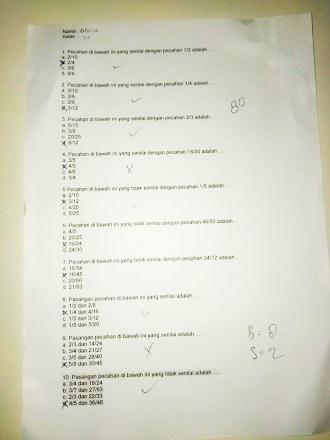 Nama :
Kelas :
1. Pecahan di bawah ini yang senilai dengan pecahan 1/2 adalah ....
a. 2/10
b. 2/4
c. 3/8
d. 4/6
2. Pecahan di bawah ini yang senilai dengan pecahan 1/4 adalah ....
a. 3/10
b. 2/6
c. 3/9
d. 3/12
80
3. Pecahan di bawah ini yang senilai dengan pecahan 2/3 adalah ....
a. 5/15
b. 3/9
c. 20/25
d. 8/12
4. Pecahan di bawah ini yang senilai dengan pecahan 18/30 adalah ....
a. 3/5
b. 4/5
c. 4/6
d. 3/4
5. Pecahan di bawah ini yang tidak senilai dengan pecahan 1/5 adalah ....
a. 2/10
b. 3/12
c. 4/20
d. 5/25
6. Pecahan di bawah ini yang tidak senilai dengan pecahan 40/50 adalah ....
a. 4/5
b. 20/25
c. 16/24
d. 24/30
7. Pecahan di bawah ini yang tidak senilai dengan pecahan 24/72 adalah ....
a. 18/54
b. 16/45
c. 20/60
d. 21/63
8. Pasangan pecahan di bawah ini yang senilai adalah ....
a. 1/2 dan 2/8
b. 1/4 dan 4/16
c. 1/3 dan 3/12
d. 1/5 dan 5/20
9. Pasangan pecahan di bawah ini yang senilai adalah ....
a. 2/3 dan 14/24
b. 3/4 dan 21/27
c. 3/5 dan 28/40
d. 5/8 dan 30/45
B = 8
S = 2
10. Pasangan pecahan di bawah ini yang tidak senilai adalah ....
a. 3/4 dan 18/24
b. 3/7 dan 27/63
c. 2/3 dan 22/33
d. 4/5 dan 36/48